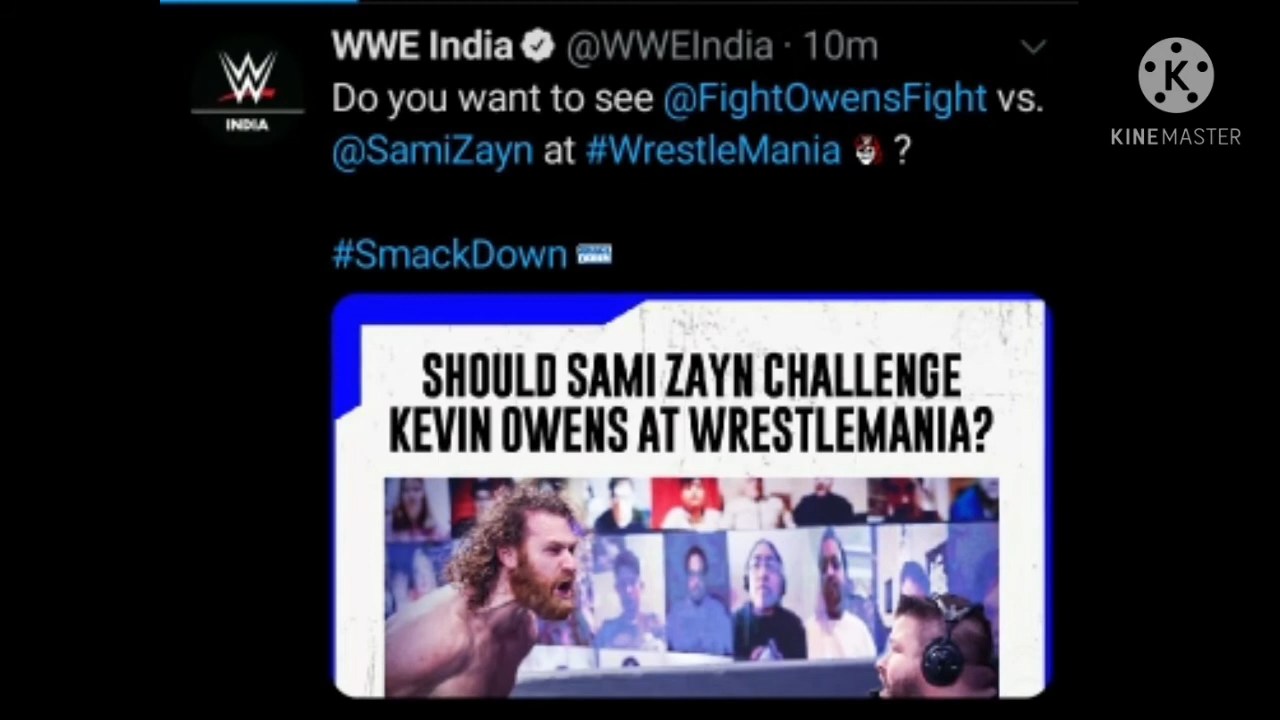 WWE India @WWEIndia · 10m
Do you want to see @FightOwensFight vs.
@SamiZayn at #WrestleMania ?
#SmackDown
SHOULD SAMI ZAYN CHALLENGE
KEVIN OWENS AT WRESTLEMANIA?
W
INDIA
K
KINEMASTER